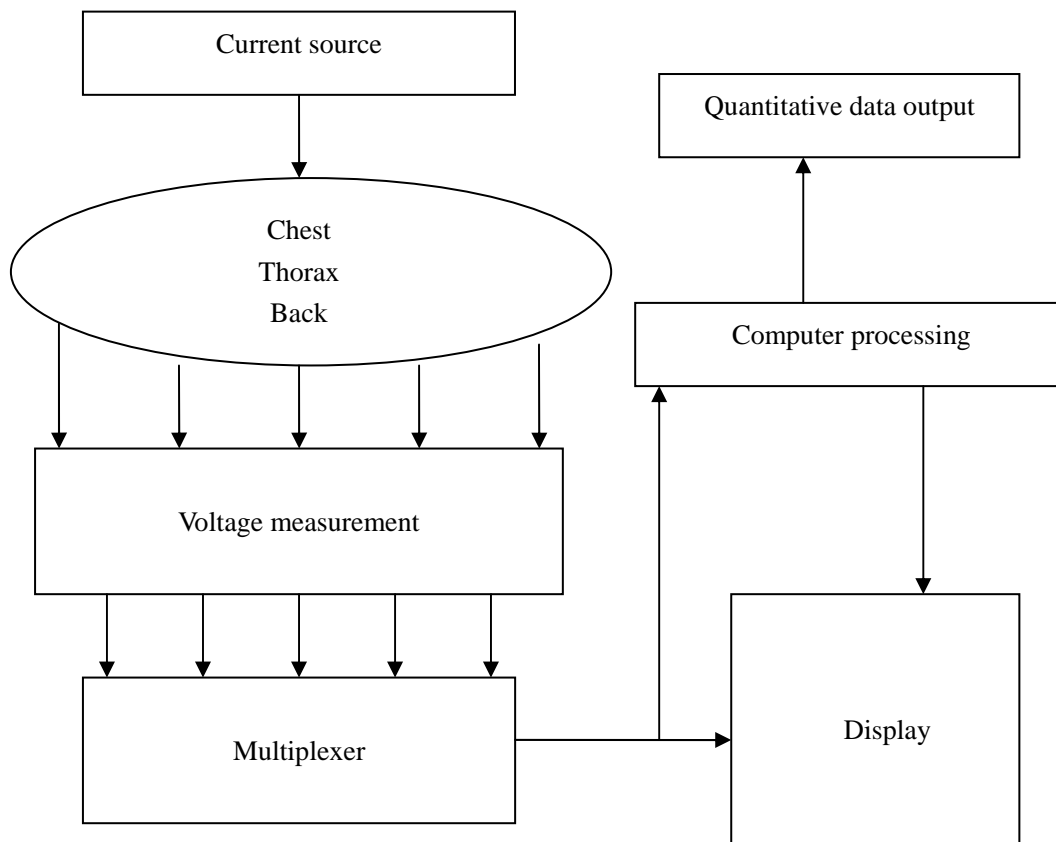 Current source
Quantitative data output
Chest
Thorax
Back
Computer processing
Voltage measurement
Multiplexer
Display